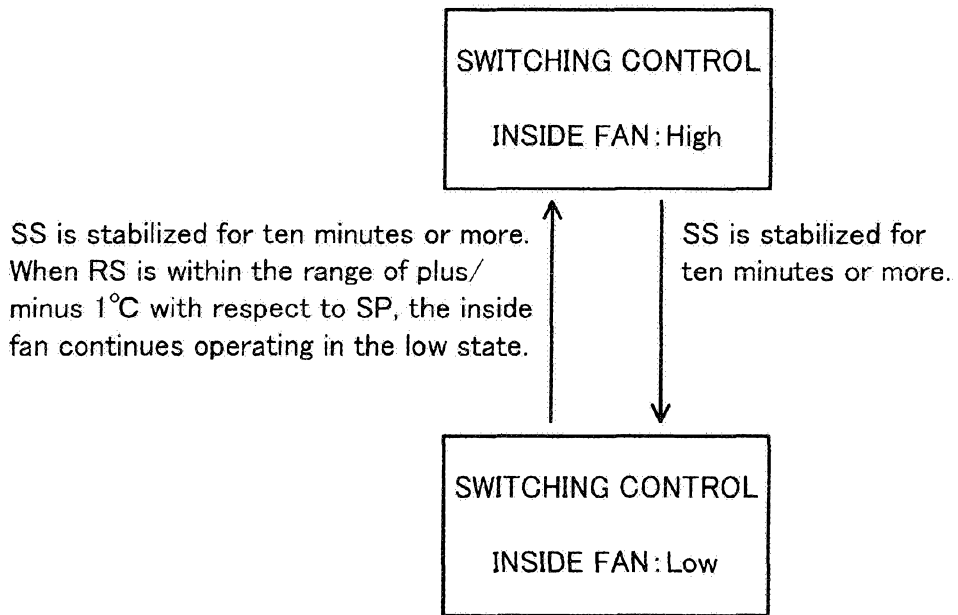 SWITCHING CONTROL
INSIDE FAN:High
SS is stabilized for ten minutes or more.
When RS is within the range of plus/
minus 1℃ with respect to SP, the inside
fan continues operating in the low state.
SS is stabilized for
ten minutes or more.
SWITCHING CONTROL
INSIDE FAN:Low